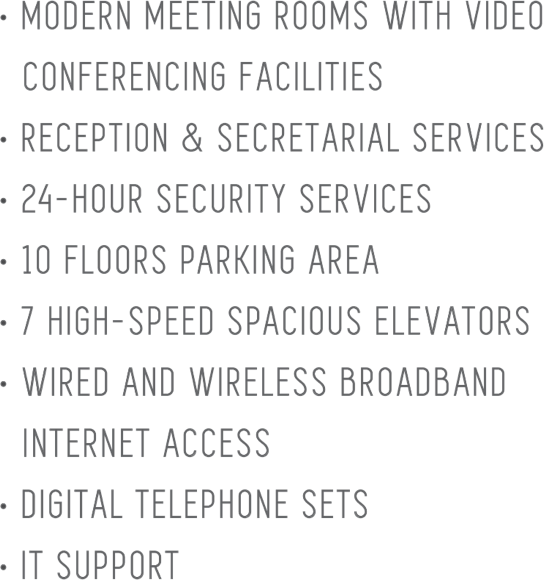 • MODERN MEETING ROOMS WITH VIDEO
CONFERENCING FACILITIES
• RECEPTION & SECRETARIAL SERVICES
• 24-HOUR SECURITY SERVICES
• 10 FLOORS PARKING AREA
• 7 HIGH-SPEED SPACIOUS ELEVATORS
• WIRED AND WIRELESS BROADBAND
INTERNET ACCESS
• DIGITAL TELEPHONE SETS
• IT SUPPORT